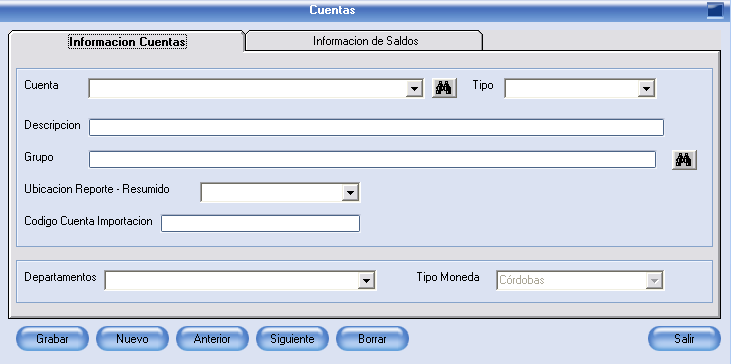 Cuentas
Informacion Cuentas
Informacion de Saldos
Cuenta
Tipo
Descripcion
Grupo
Ubicacion Reporte - Resumido
Codigo Cuenta Importacion
Departamentos
Tipo Moneda
Córdobas
Grabar
Nuevo
Anterior
Siguiente
Borrar
Salir